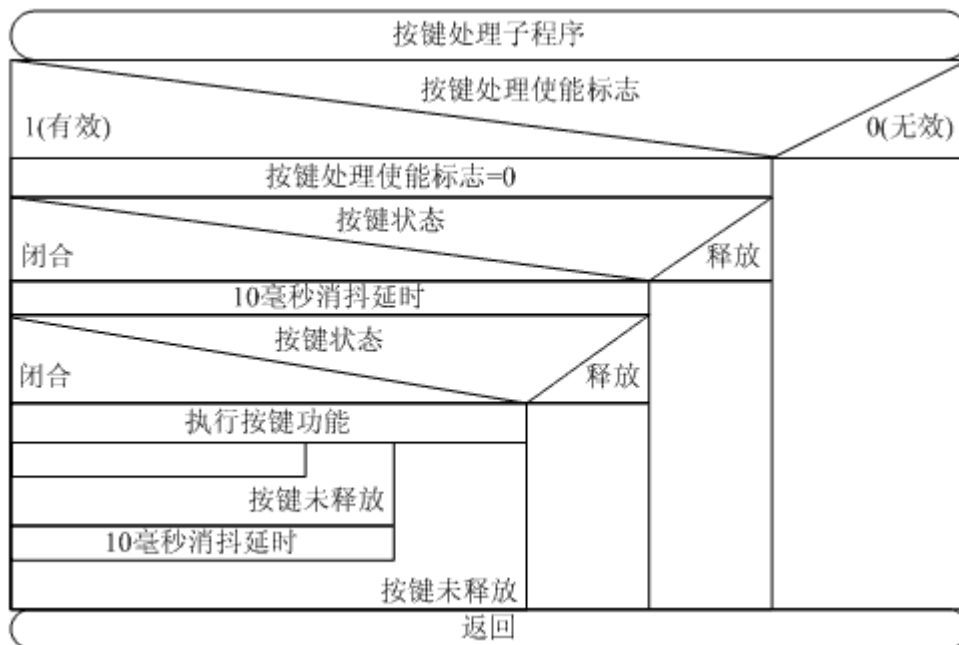 按键处理子程序
按键处理使能标志
1(有效)
0(无效)
按键处理使能标志=0
按键状态
闭合
释放
10毫秒消抖延时
按键状态
闭合
释放
执行按键功能
按键未释放
10毫秒消抖延时
按键未释放
返回